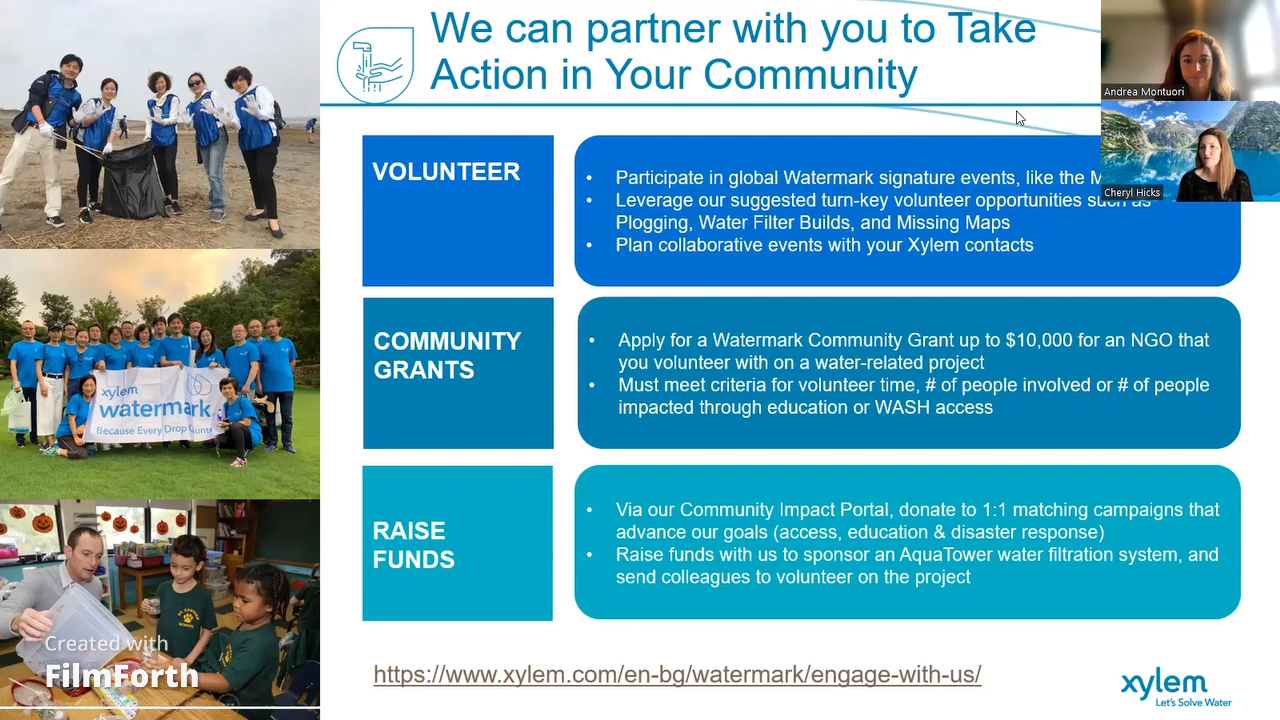 We can partner with you to Take
Action in Your Community
Andrea Montuori
Cheryl Hicks
VOLUNTEER
• Participate in global Watermark signature events, like the M
• Leverage our suggested turn-key volunteer opportunities such as
Plogging, Water Filter Builds, and Missing Maps
• Plan collaborative events with your Xylem contacts
COMMUNITY
GRANTS
• Apply for a Watermark Community Grant up to $10,000 for an NGO that
you volunteer with on a water-related project
• Must meet criteria for volunteer time, # of people involved or # of people
impacted through education or WASH access
RAISE
FUNDS
• Via our Community Impact Portal, donate to 1:1 matching campaigns that
advance our goals (access, education & disaster response)
• Raise funds with us to sponsor an AquaTower water filtration system, and
send colleagues to volunteer on the project
https://www.xylem.com/en-bg/watermark/engage-with-us/
xylem
Let's Solve Water
xylem
watermark
Because Every Drop Counts
SCHOOL
Created with
FilmForth